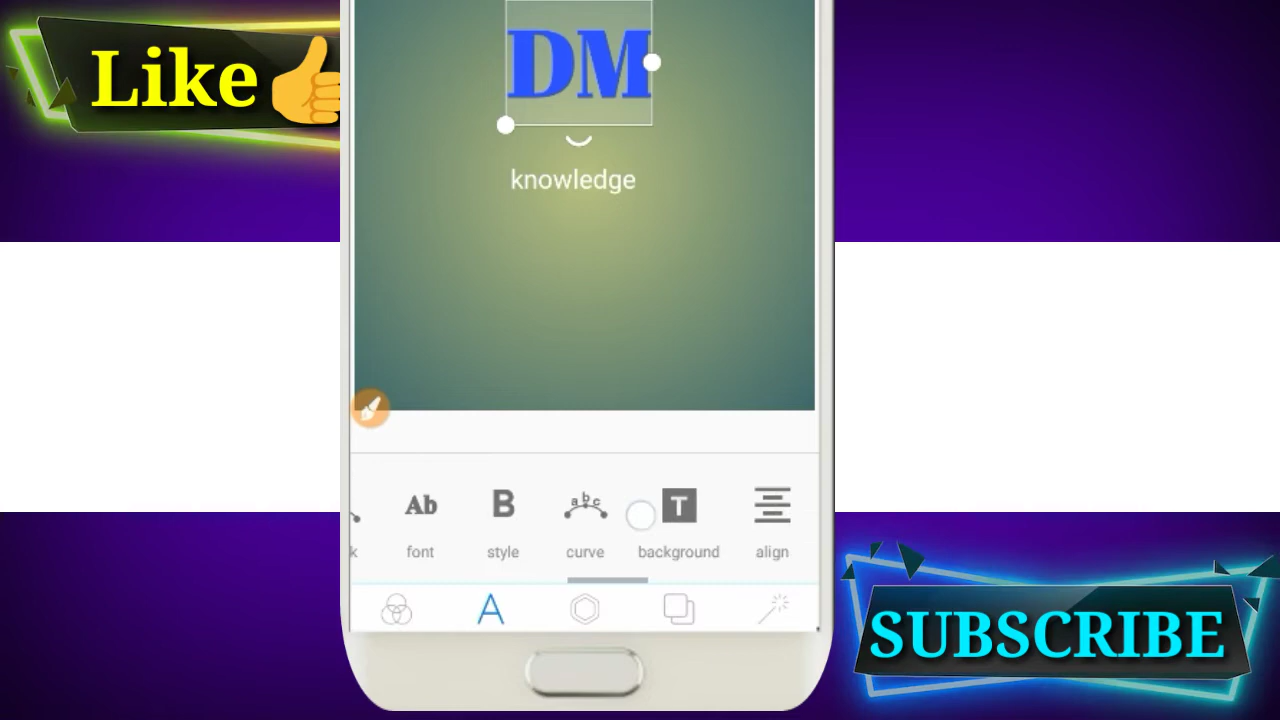 Like
DM
knowledge
Ab B abc T
k font style curve background align
A
SUBSCRIBE